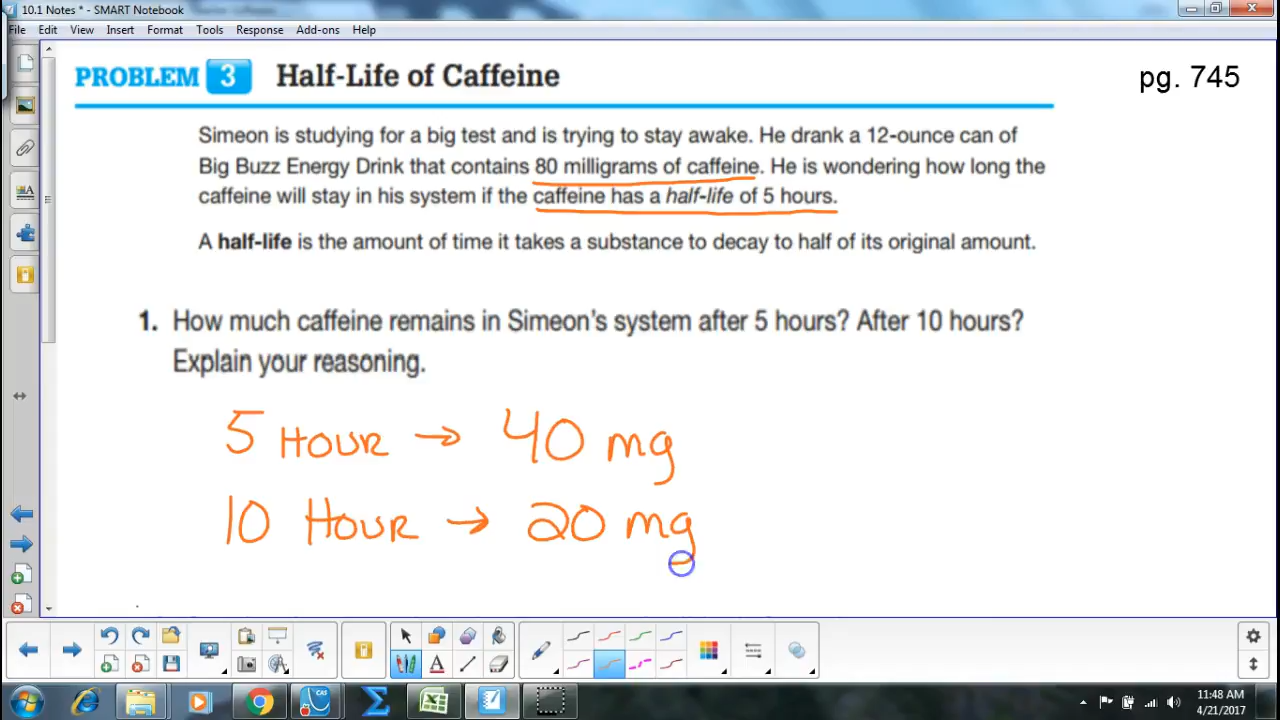 10.1 Notes * - SMART Notebook
File Edit View Insert Format Tools Response Add-ons Help
PROBLEM 3 Half-Life of Caffeine
pg. 745
Simeon is studying for a big test and is trying to stay awake. He drank a 12-ounce can of
Big Buzz Energy Drink that contains 80 milligrams of caffeine. He is wondering how long the
caffeine will stay in his system if the caffeine has a half-life of 5 hours.
A half-life is the amount of time it takes a substance to decay to half of its original amount.
1. How much caffeine remains in Simeon's system after 5 hours? After 10 hours?
Explain your reasoning.
5 HOUR → 40 mg
10 HOUR → 20 mg
CAS
11:48 AM
4/21/2017